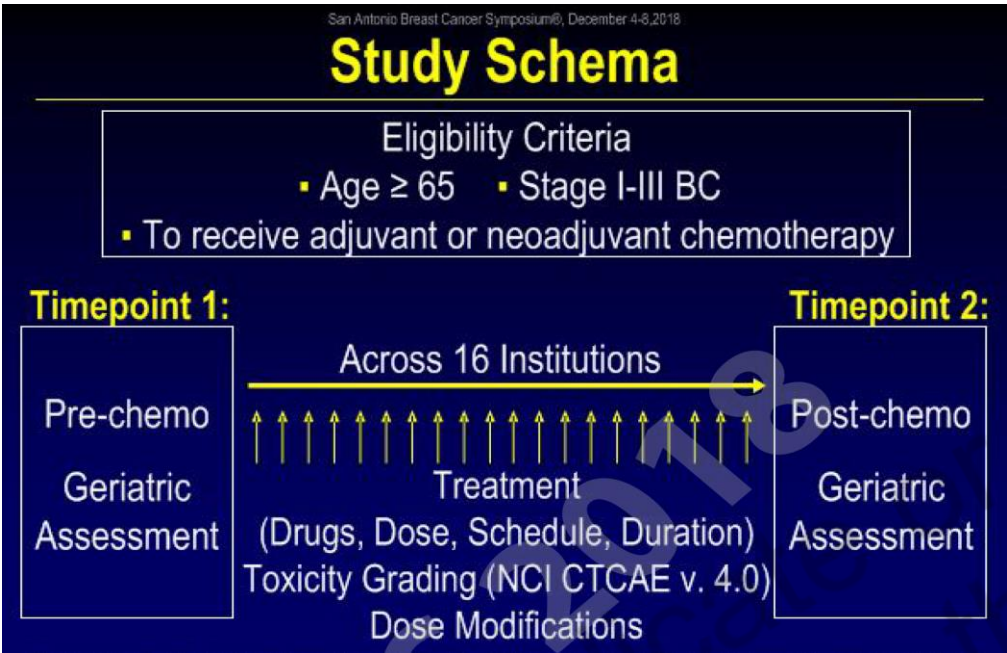 San Antonio Breast Cancer Symposium®, December 4-8,2018
Study Schema
Eligibility Criteria
▪ Age ≥ 65 ▪ Stage I-III BC
▪ To receive adjuvant or neoadjuvant chemotherapy
Timepoint 1:
Pre-chemo
Geriatric
Assessment
Across 16 Institutions
Treatment
(Drugs, Dose, Schedule, Duration)
Toxicity Grading (NCI CTCAE v. 4.0)
Dose Modifications
Timepoint 2:
Post-chemo
Geriatric
Assessment
2018